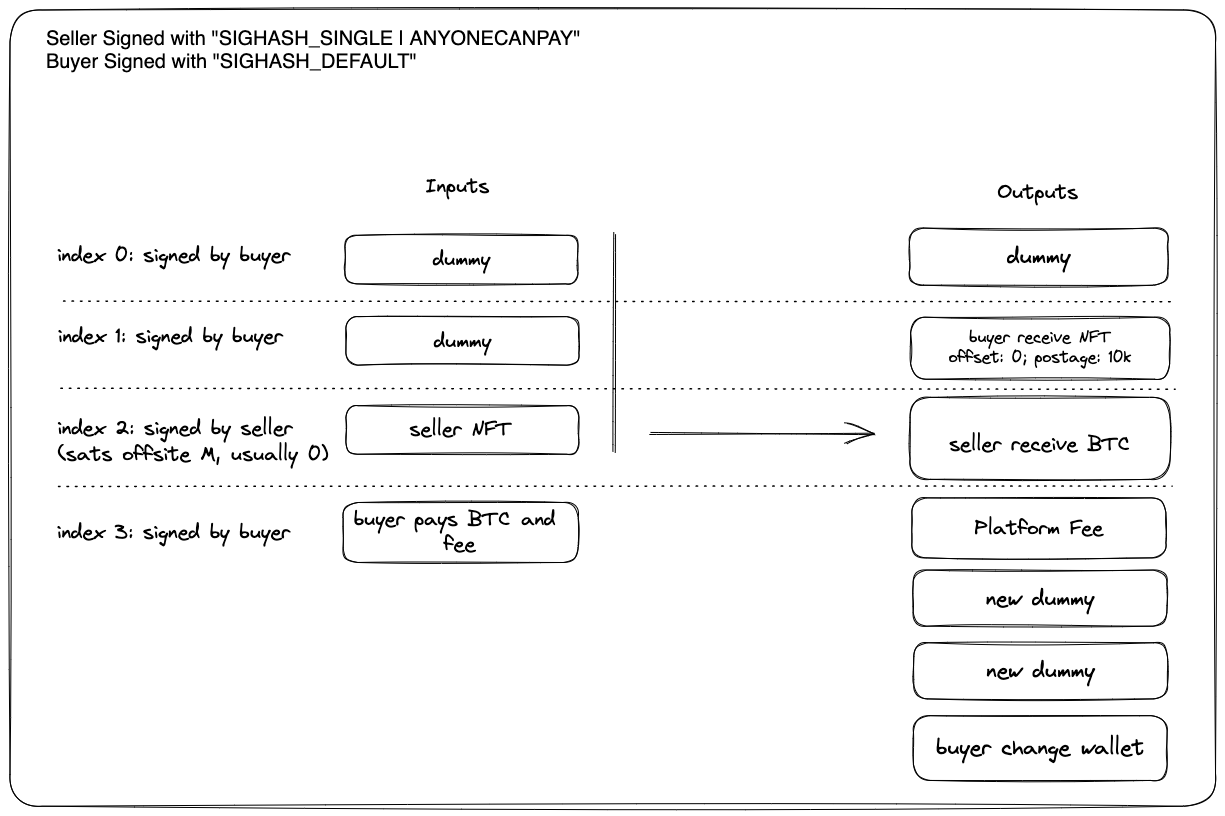 Seller Signed with "SIGHASH_SINGLE | ANYONECANPAY"
Buyer Signed with "SIGHASH_DEFAULT"
Inputs
Outputs
index 0: signed by buyer
dummy
dummy
index 1: signed by buyer
dummy
buyer receive NFT
offset: 0; postage: 10k
index 2: signed by seller
(sats offsite M, usually 0)
seller NFT
seller receive BTC
index 3: signed by buyer
buyer pays BTC and
fee
Platform Fee
new dummy
new dummy
buyer change wallet